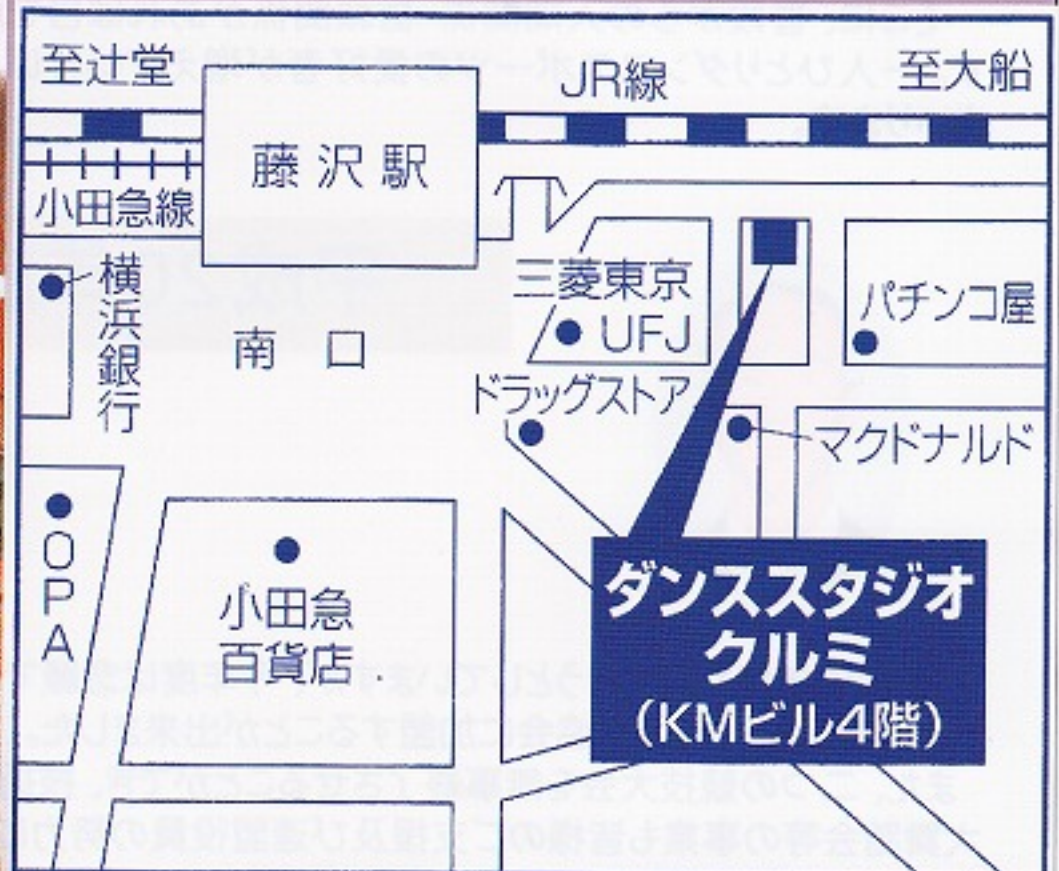 至辻堂
JR線
至大船
藤沢駅
小田急線
横浜銀行
南口
三菱東京
UFJ
パチンコ屋
ドラッグストア
マクドナルド
OPA
小田急
百貨店
ダンススタジオ
クルミ
(KMビル4階)